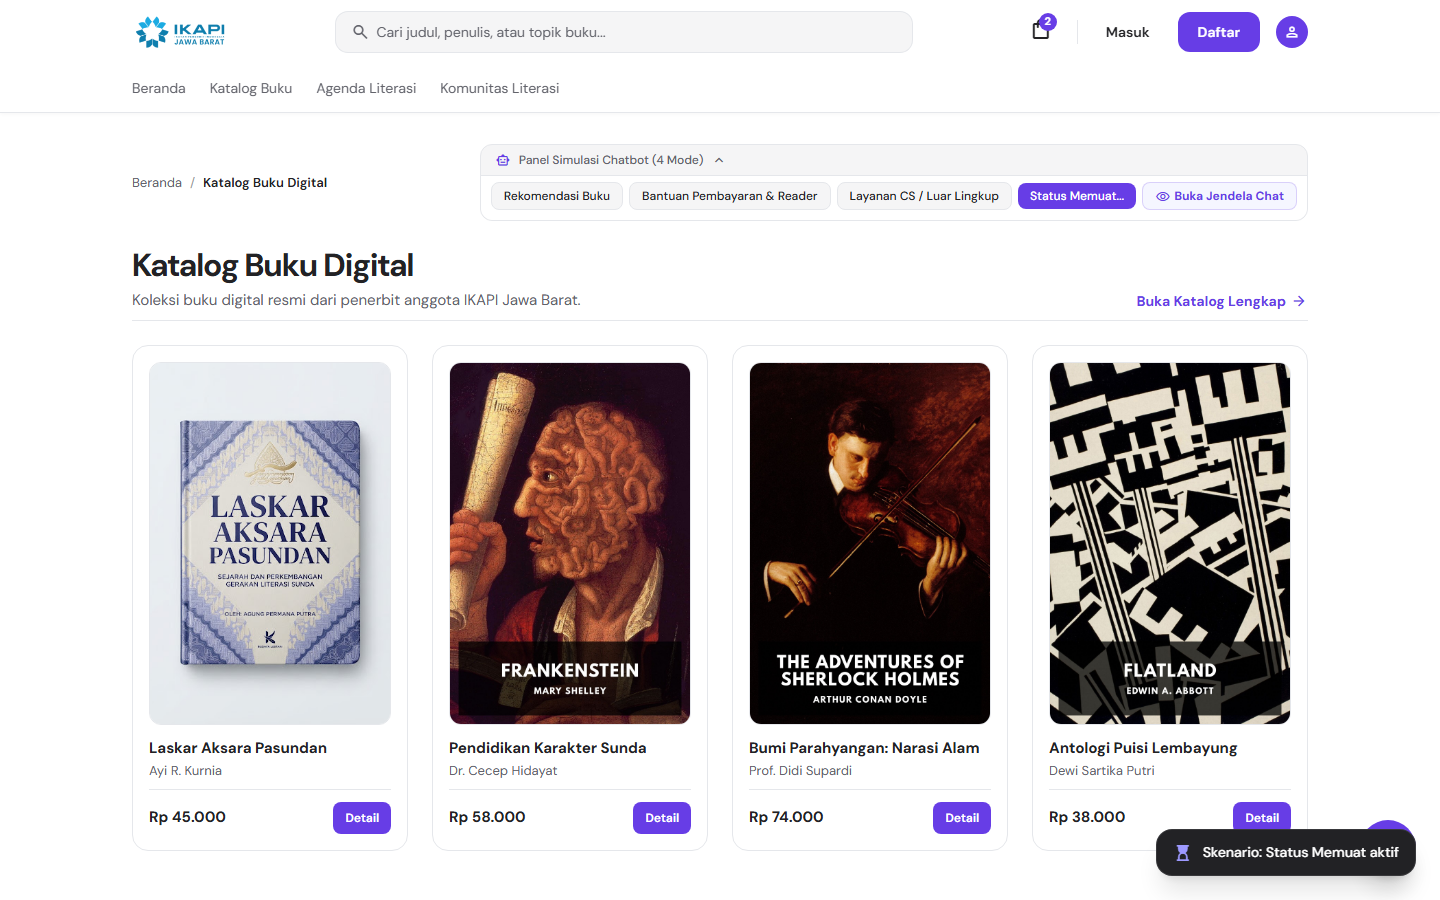 IKAPI
JAWA BARAT
Cari judul, penulis, atau topik buku...
2
Masuk
Daftar
Beranda
Katalog Buku
Agenda Literasi
Komunitas Literasi
Panel Simulasi Chatbot (4 Mode)
Beranda / Katalog Buku Digital
Rekomendasi Buku
Bantuan Pembayaran & Reader
Layanan CS / Luar Lingkup
Status Memuat...
Buka Jendela Chat
Katalog Buku Digital
Koleksi buku digital resmi dari penerbit anggota IKAPI Jawa Barat.
Buka Katalog Lengkap
LASKAR
AKSARA
PASUNDAN
SEJARAH DAN PERKEMBANGAN
GERAKAN LITERASI SUNDA
OLEH: AGUNG PERMANA PUTRA
Laskar Aksara Pasundan
Ayi R. Kurnia
Rp 45.000
Detail
FRANKENSTEIN
MARY SHELLEY
Pendidikan Karakter Sunda
Dr. Cecep Hidayat
Rp 58.000
Detail
THE ADVENTURES OF
SHERLOCK HOLMES
ARTHUR CONAN DOYLE
Bumi Parahyangan: Narasi Alam
Prof. Didi Supardi
Rp 74.000
Detail
FLATLAND
EDWIN A. ABBOTT
Antologi Puisi Lembayung
Dewi Sartika Putri
Rp 38.000
Detail
Skenario: Status Memuat aktif